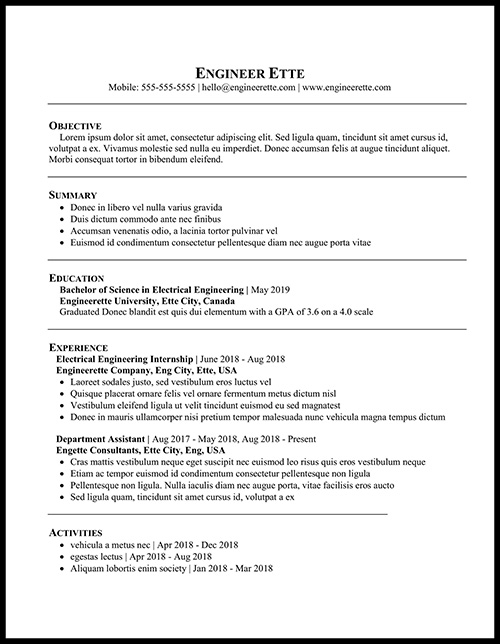 ENGINEER ETTE
Mobile: 555-555-5555 | hello@engineerette.com | www.engineerette.com
OBJECTIVE
Lorem ipsum dolor sit amet, consectetur adipiscing elit. Sed ligula quam, tincidunt sit amet cursus id,
volutpat a ex. Vivamus molestie sed nulla eu imperdiet. Donec accumsan, risus vel ornare ullamcorper.
Morbi consequat tortor in bibendum eleifend.
SUMMARY
• Donec in libero vel nulla varius gravida
• Duis dictum commodo ante nec finibus
• Accumsan venenatis odio, a lacinia tortor pulvinar vel
• Euismod id condimentum consectetur pellentesque diam nec augue porta vitae
EDUCATION
Bachelor of Science in Electrical Engineering | May 2019
Engineerette University, Ette City, Canada
Graduated Donec blandit est quis dui elementum with a GPA of 3.6 on a 4.0 scale
EXPERIENCE
Electrical Engineering Internship | June 2018 - Aug 2018
Engineerette Company, Eng City, Ette, USA
• Laoreet sodales justo, sed vestibulum eros luctus vel
• Quisque placerat ornare felis vel ornare fermentum metus dictum nisl
• Vestibulum eleifend ligula ut velit tincidunt euismod eu sed magnatest
• Donec in mauris ullamcorper nisl pretium tempor malesuada nunc vehicula magna tempus dictum
Department Assistant | Aug 2017 - May 2018, Aug 2018 - Present
Engette Consultants, Ette City, Eng, USA
• Cras mattis vestibulum neque eget suscipit nec euismod risus lobortis eu vestibulum risus neque
• Etiam ac tempor euismod condimentum consectetur pellentesque non ligula
• Pellentesque non ligula. Nulla iaculis diam nec augue porta, vitae facilisis eros aucto
• Sed ligula quam, tincidunt sit amet cursus id, volutpat a ex
ACTIVITIES
• vehicula a metus nec | Apr 2018 - Dec 2018
• egestas lectus | Apr 2018 - Aug 2018
• Aliquam lobortis enim society | Jan 2018 - Mar 2018